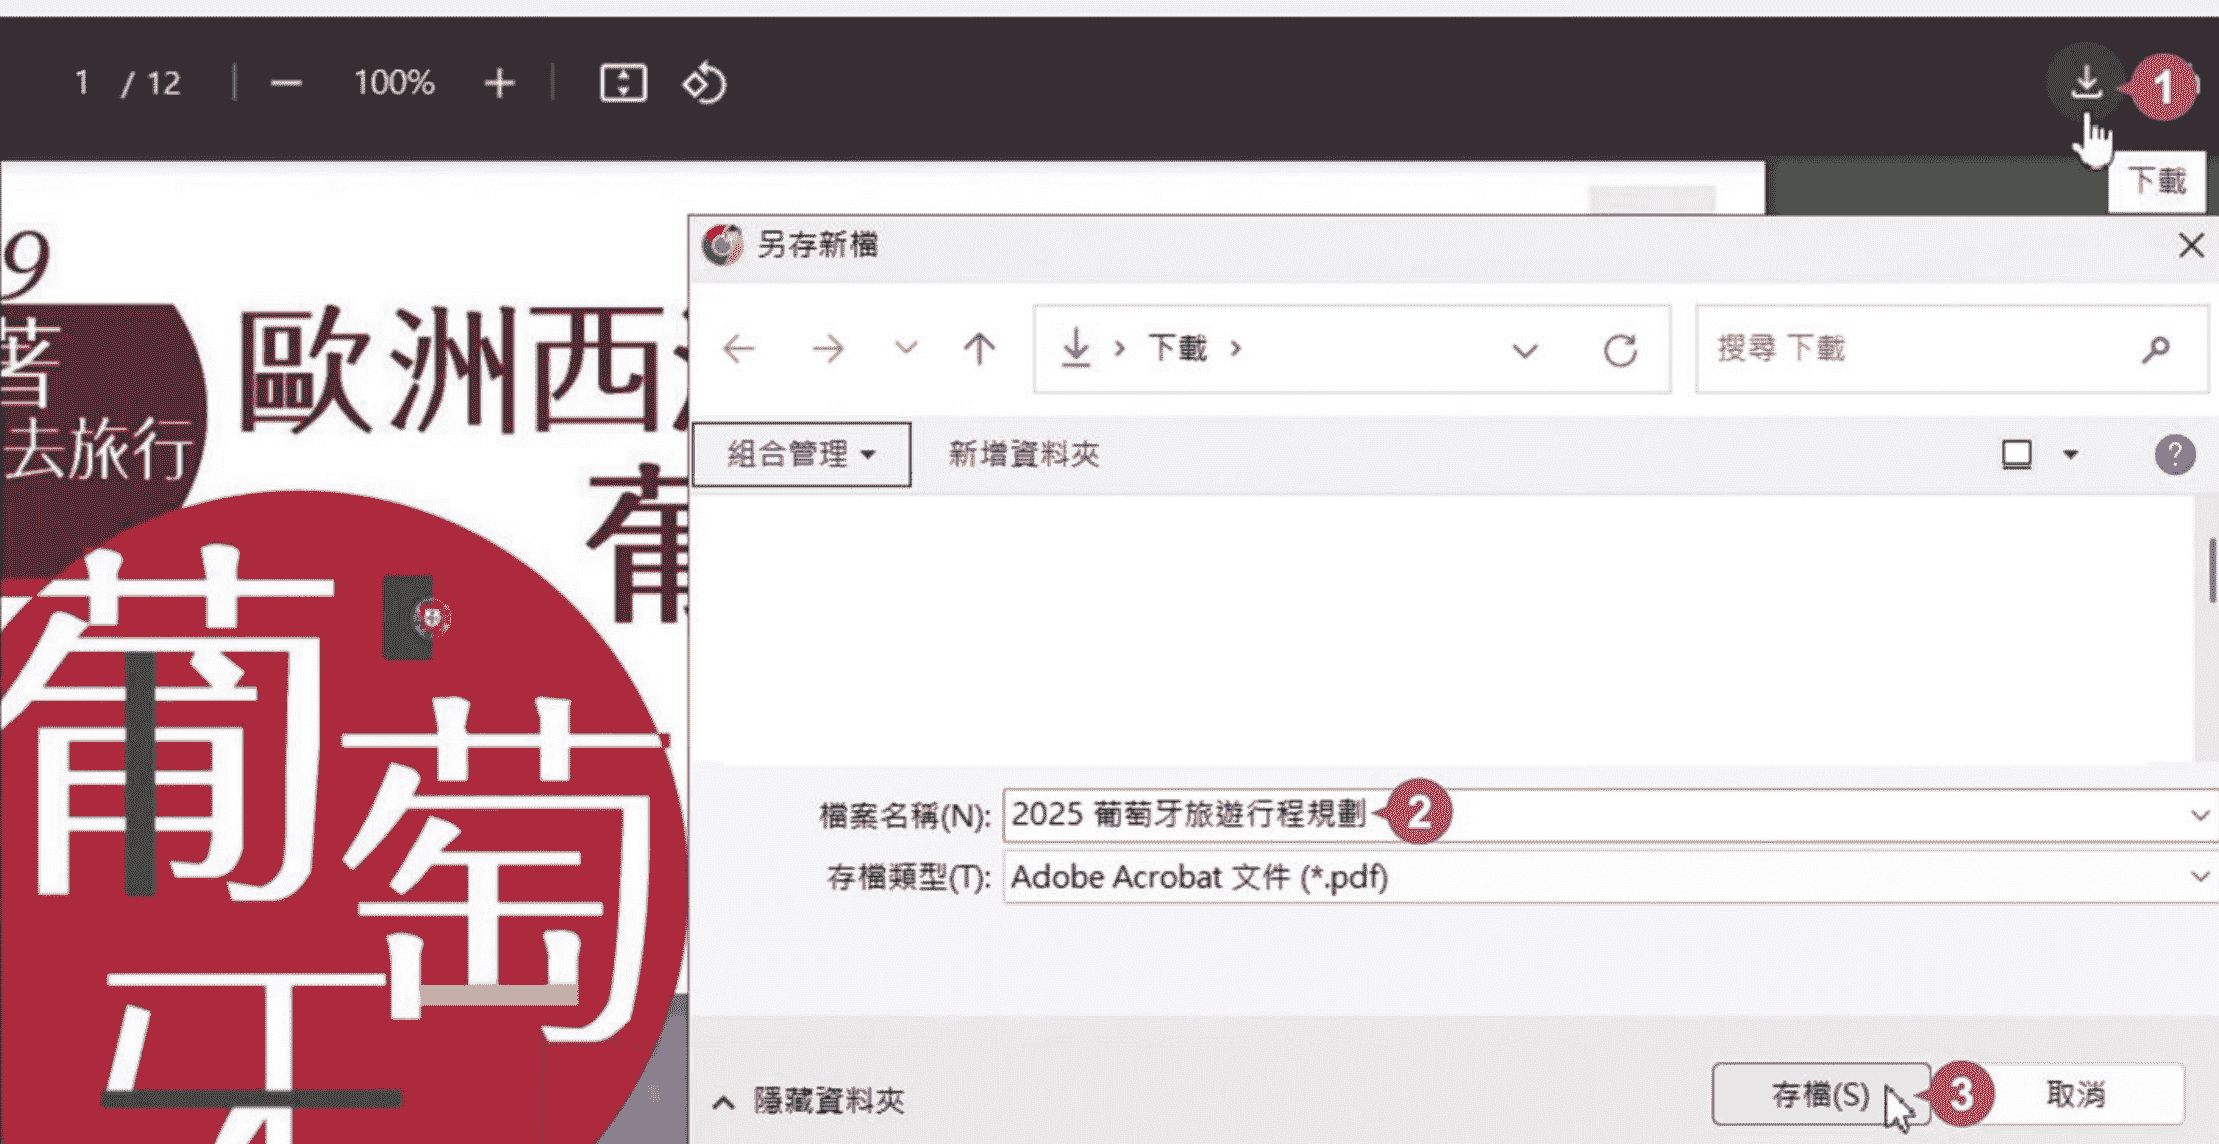 1 / 12 100%
1
下載
9
著
去旅行
歐洲西
葡
葡
萄
牙
另存新檔
下載
搜尋 下載
組合管理
新增資料夾
?
檔案名稱(N): 2025 葡萄牙旅遊行程規劃 2
存檔類型(T): Adobe Acrobat 文件 (*.pdf)
隱藏資料夾
存檔(S) 3 取消